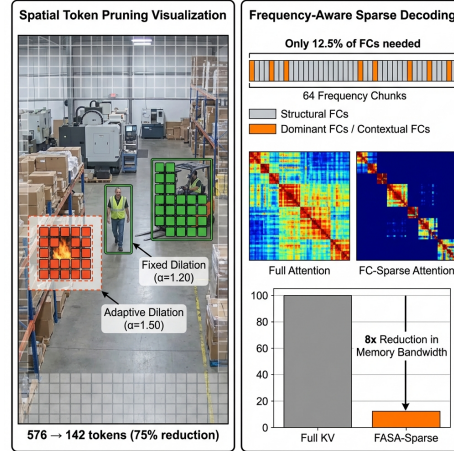 Spatial Token Pruning Visualization
Fixed Dilation
(α=1.20)
Adaptive Dilation
(α=1.50)
576 → 142 tokens (75% reduction)
Frequency-Aware Sparse Decoding
Only 12.5% of FCs needed
64 Frequency Chunks
Structural FCs
Dominant FCs / Contextual FCs
Full Attention
FC-Sparse Attention
100
80
60
40
20
0
8x Reduction in
Memory Bandwidth
Full KV
FASA-Sparse